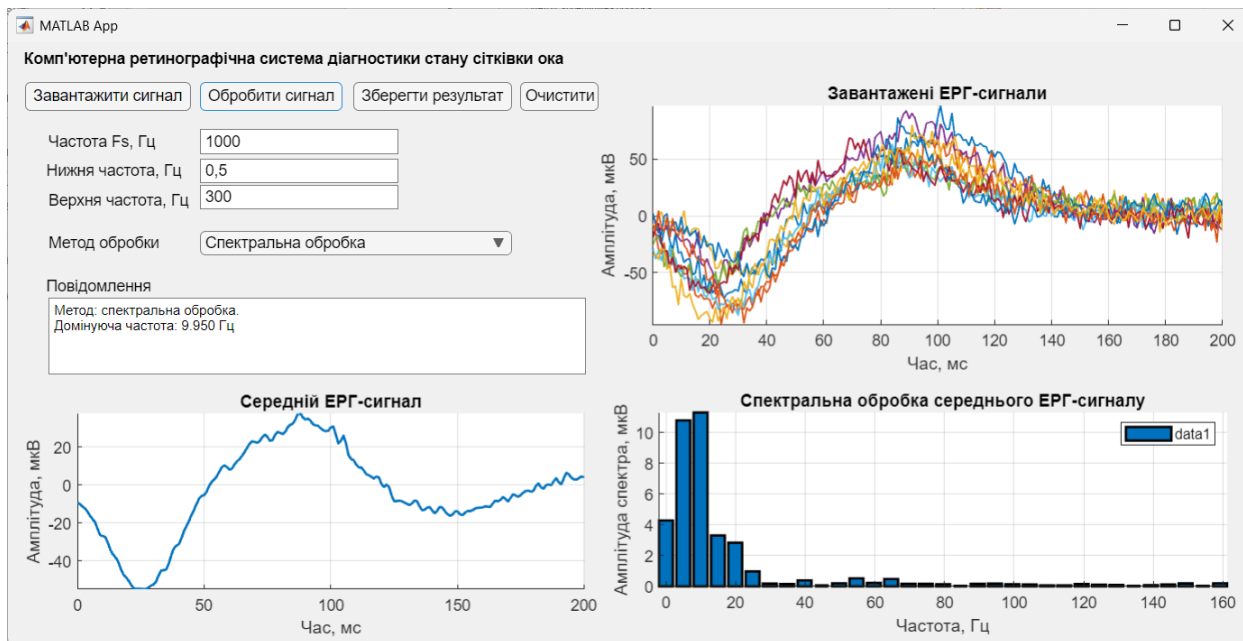 MATLAB App
Комп'ютерна ретинографічна система діагностики стану сітківки ока
Завантажити сигнал Обробити сигнал Зберегти результат Очистити
Частота Fs, Гц 1000
Нижня частота, Гц 0,5
Верхня частота, Гц 300
Метод обробки Спектральна обробка
Повідомлення
Метод: спектральна обробка.
Домінуюча частота: 9.950 Гц
Завантажені ЕРГ-сигнали
Амплітуда, мкВ
50
0
-50
0 20 40 60 80 100 120 140 160 180 200
Час, мс
Середній ЕРГ-сигнал
Амплітуда, мкВ
20
0
-20
-40
0 50 100 150 200
Час, мс
Спектральна обробка середнього ЕРГ-сигналу
Амплітуда спектра, мкВ
data1
10
8
6
4
2
0
0 20 40 60 80 100 120 140 160
Частота, Гц